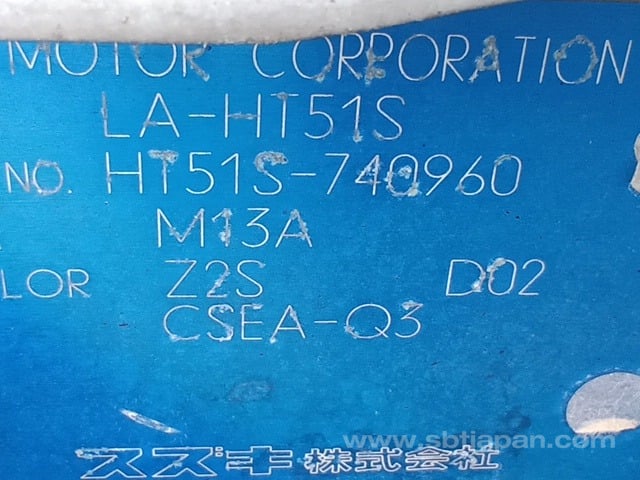 MOTOR CORPORATION
LA-HT51S
NO. HT51S-740960
M13A
LOR Z2S D02
CSEA-Q3
www.sbtjapan.com
スズキ株式会社